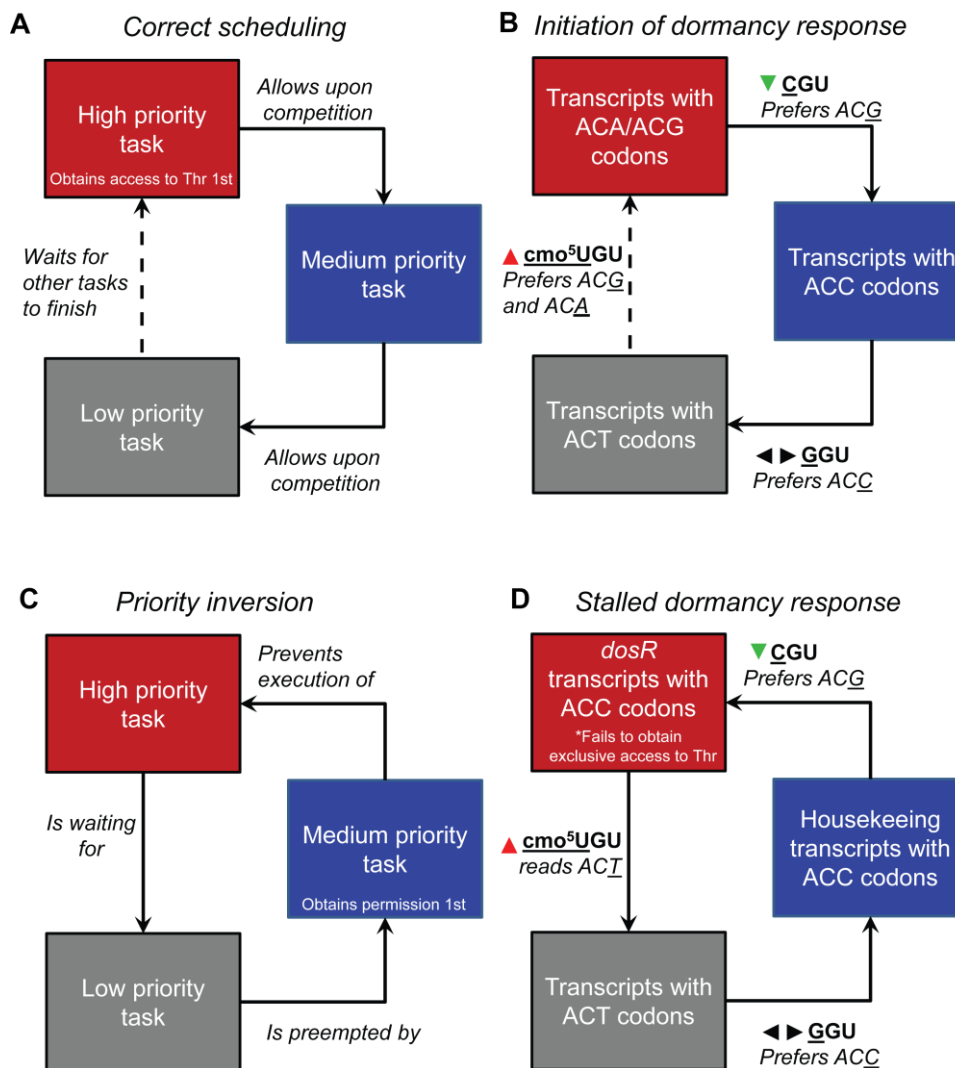 A
Correct scheduling
High priority
task
Obtains access to Thr 1st
Allows upon
competition
Medium priority
task
Waits for
other tasks
to finish
Low priority
task
Allows upon
competition
B
Initiation of dormancy response
Transcripts with
ACA/ACG
codons
▼ CGU
Prefers ACG
Transcripts with
ACC codons
▲ cmo⁵UGU
Prefers ACG
and ACA
Transcripts with
ACT codons
◄ ► GGU
Prefers ACC
C
Priority inversion
High priority
task
Prevents
execution of
Is waiting
for
Medium priority
task
Obtains permission 1st
Low priority
task
Is preempted by
D
Stalled dormancy response
dosR
transcripts with
ACC codons
*Fails to obtain
exclusive access to Thr
▼ CGU
Prefers ACG
▲ cmo⁵UGU
reads ACT
Housekeeing
transcripts with
ACC codons
Transcripts with
ACT codons
◄ ► GGU
Prefers ACC